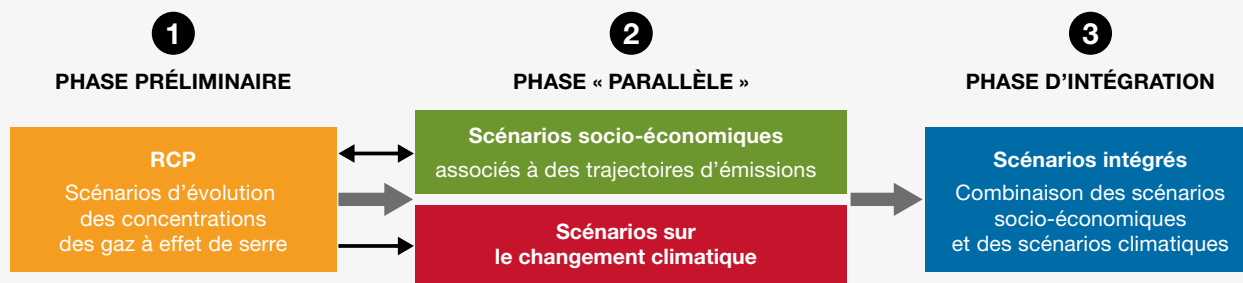 1
PHASE PRÉLIMINAIRE
RCP
Scénarios d'évolution
des concentrations
des gaz à effet de serre
2
PHASE « PARALLÈLE »
Scénarios socio-économiques
associés à des trajectoires d'émissions
Scénarios sur
le changement climatique
3
PHASE D'INTÉGRATION
Scénarios intégrés
Combinaison des scénarios
socio-économiques
et des scénarios climatiques